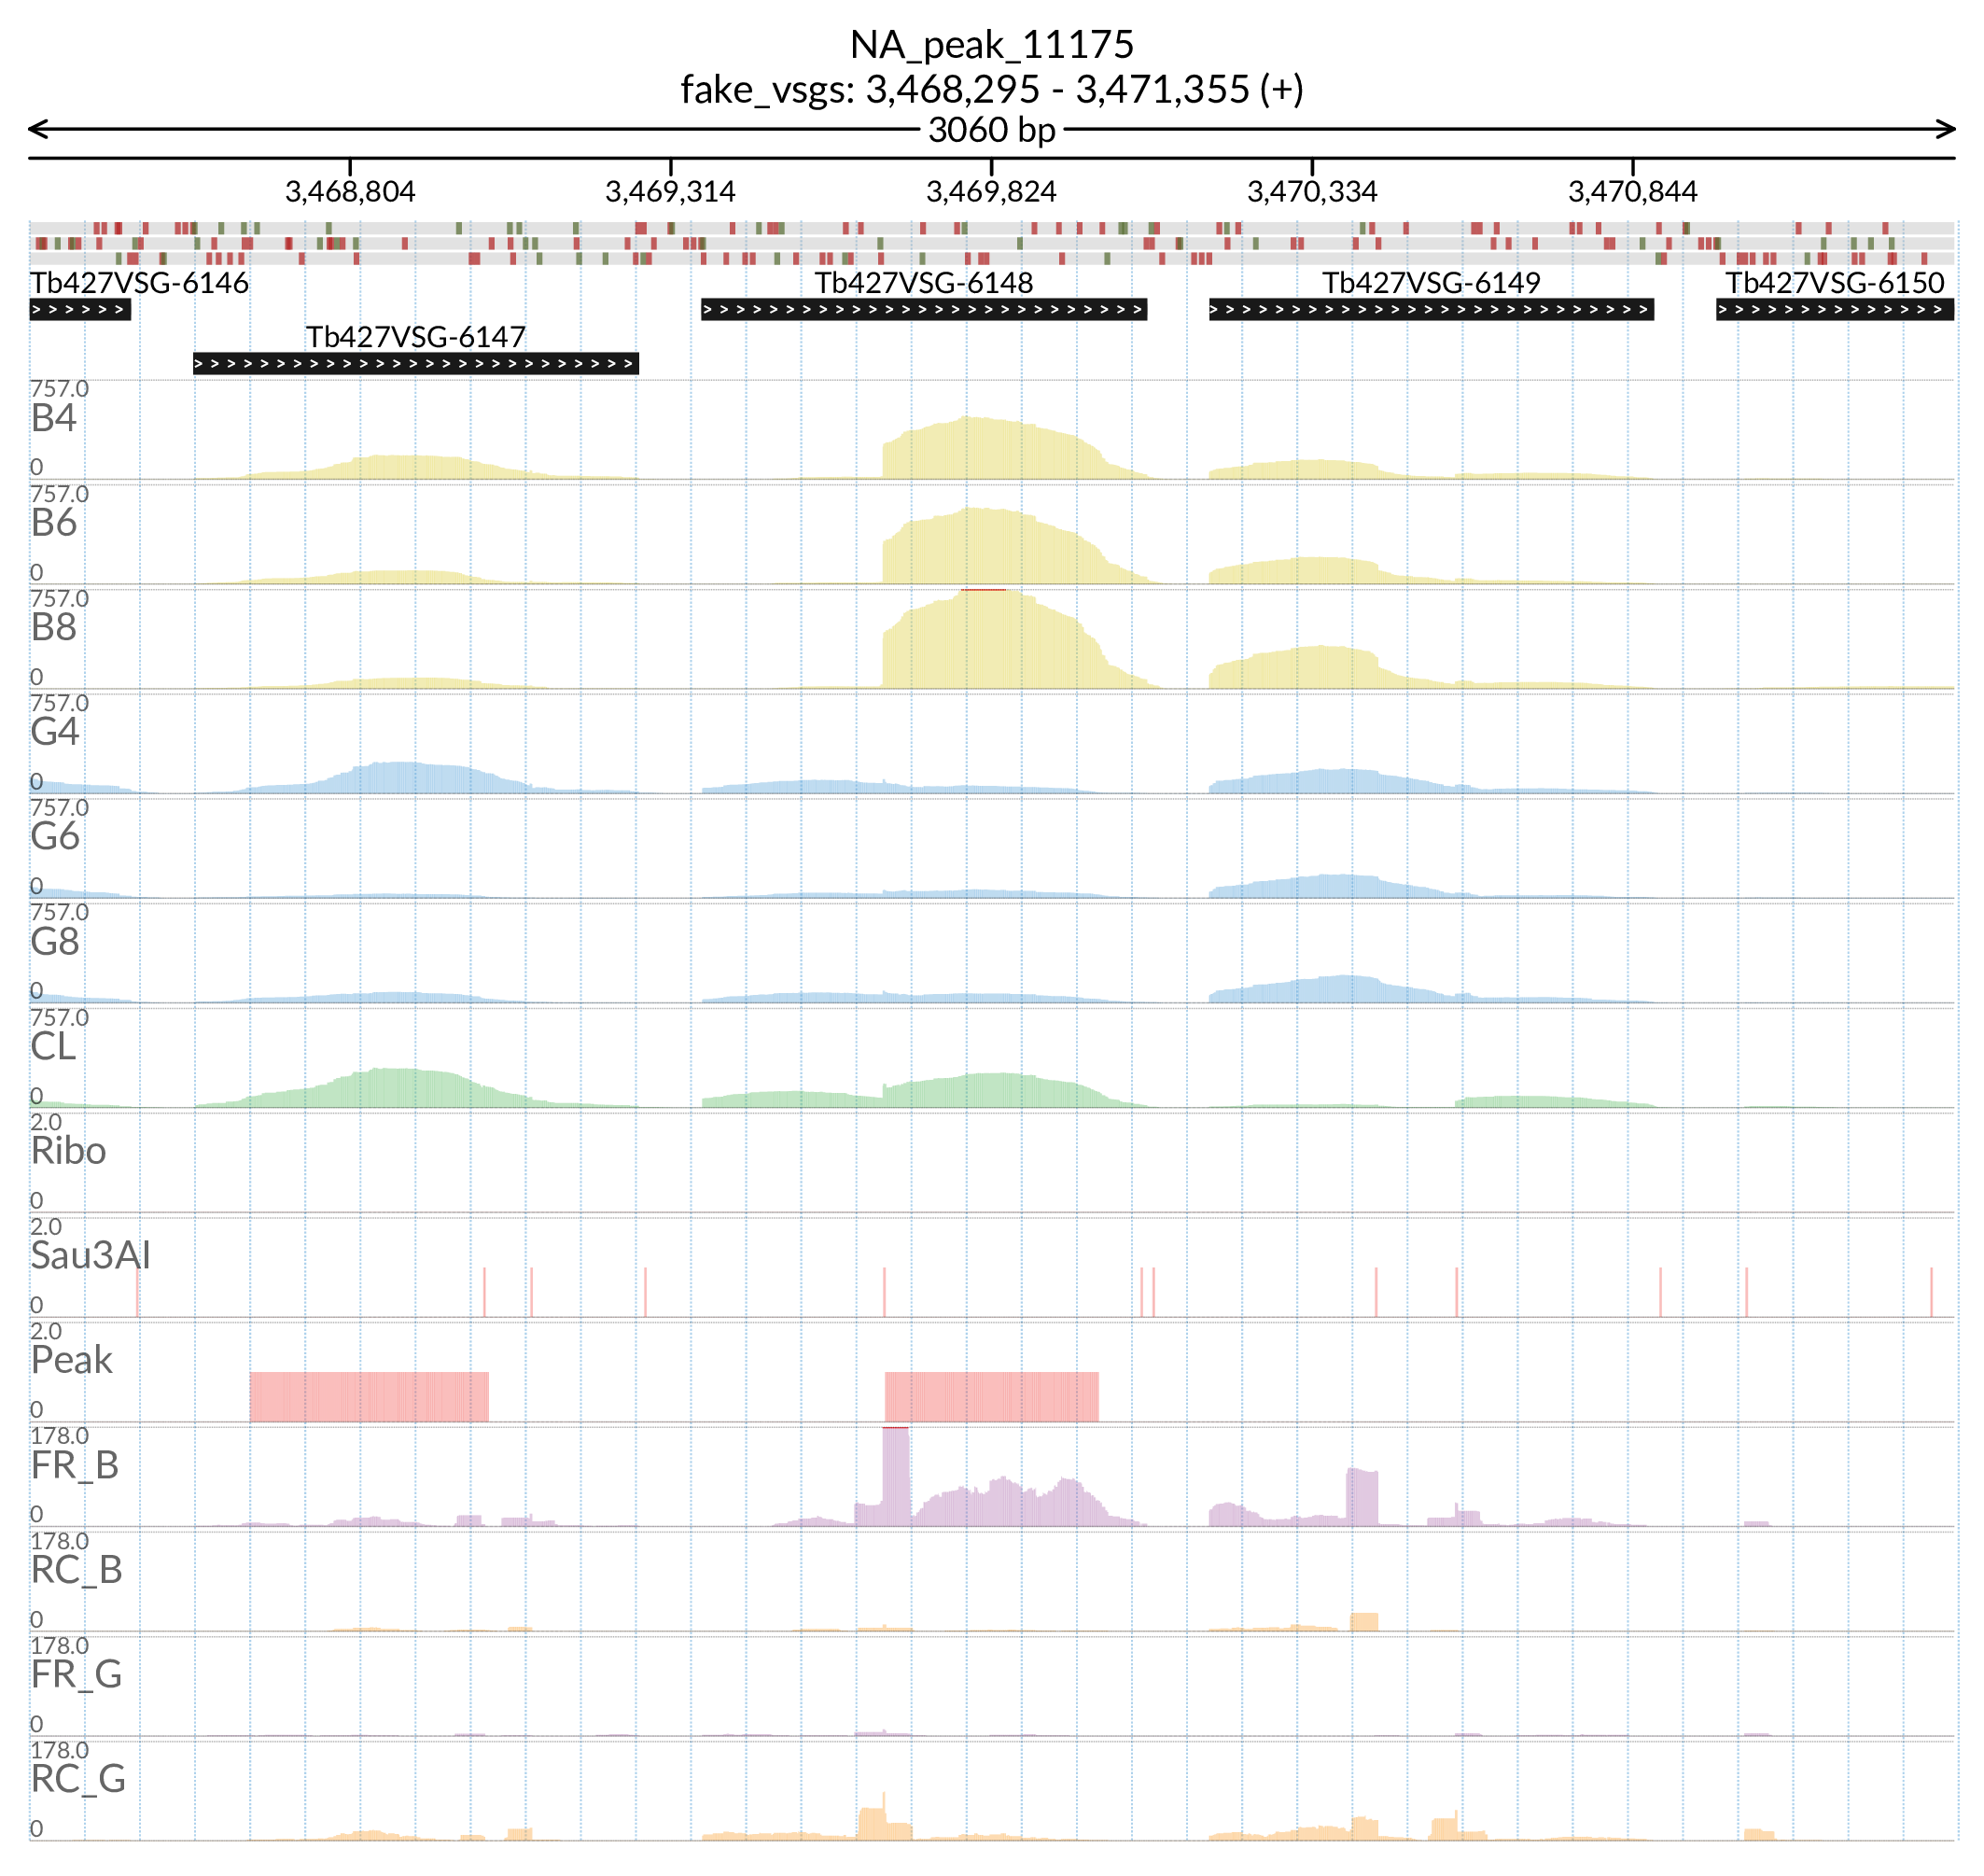 NA_peak_11175
fake_vsgs: 3,468,295 - 3,471,355 (+)
3060 bp
3,468,804 3,469,314 3,469,824 3,470,334 3,470,844
Tb427VSG-6146 Tb427VSG-6148 Tb427VSG-6149 Tb427VSG-6150
Tb427VSG-6147
757.0
B4
0
757.0
B6
0
757.0
B8
0
757.0
G4
0
757.0
G6
0
757.0
G8
0
757.0
CL
0
2.0
Ribo
0
2.0
Sau3AI
0
2.0
Peak
0
178.0
FR_B
0
178.0
RC_B
0
178.0
FR_G
0
178.0
RC_G
0